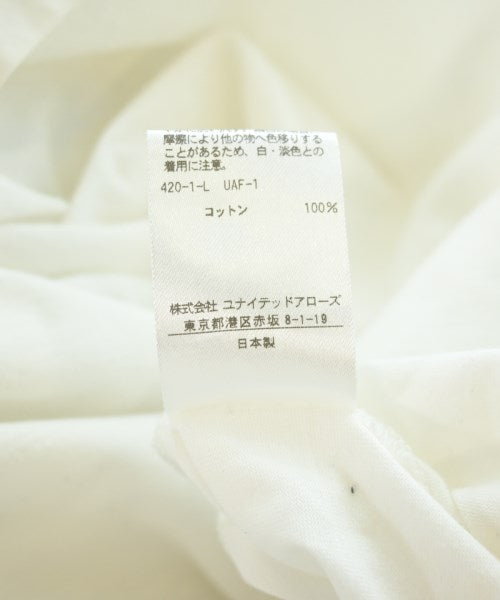 摩擦により他の物へ色移りする
ことがあるため、白・淡色との
着用に注意。
420-1-L UAF-1
コットン 100%
株式会社 ユナイテッドアローズ
東京都港区赤坂 8-1-19
日本製